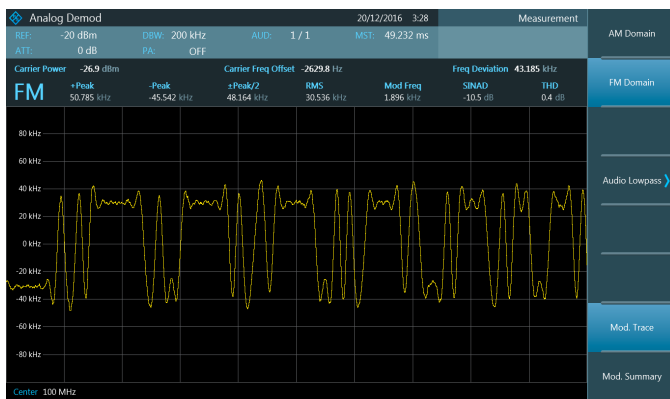 Analog Demod 20/12/2016 3:28 Measurement
REF: -20 dBm DBW: 200 kHz AUD: 1 / 1 MST: 49.232 ms
ATT: 0 dB PA: OFF
Carrier Power -26.9 dBm Carrier Freq Offset -2629.8 Hz Freq Deviation 43.185 kHz
FM +Peak -Peak ±Peak/2 RMS Mod Freq SINAD THD
50.785 kHz -45.542 kHz 48.164 kHz 30.536 kHz 1.896 kHz -10.5 dB 0.4 dB
80 kHz
60 kHz
40 kHz
20 kHz
0 kHz
-20 kHz
-40 kHz
-60 kHz
-80 kHz
Center 100 MHz
AM Domain
FM Domain
Audio Lowpass
Mod. Trace
Mod. Summary